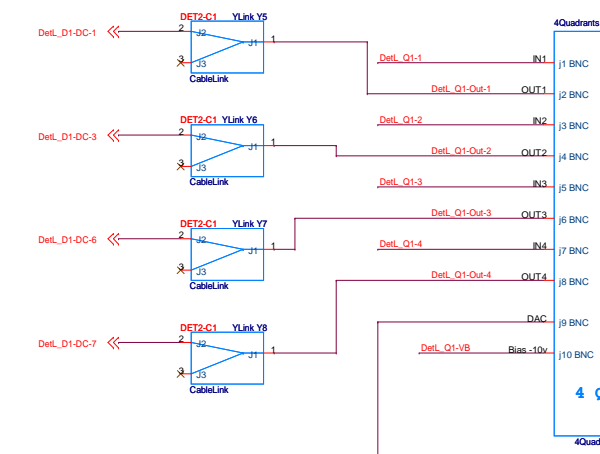 4Quadrants
DET2-C1 YLink Y5
DetL_D1-DC-1 2 J2
J1 1
3 J3
CableLink
DetL_Q1-1 IN1 j1 BNC
DetL_Q1-Out-1 OUT1 j2 BNC
DET2-C1 YLink Y6
DetL_Q1-2 IN2 j3 BNC
DetL_D1-DC-3 2 J2
J1 1
DetL_Q1-Out-2 OUT2 j4 BNC
3 J3
CableLink
DetL_Q1-3 IN3 j5 BNC
DetL_Q1-Out-3 OUT3 j6 BNC
DET2-C1 YLink Y7
DetL_D1-DC-6 2 J2
J1 1
DetL_Q1-4 IN4 j7 BNC
3 J3
DetL_Q1-Out-4 OUT4 j8 BNC
CableLink
DAC j9 BNC
DET2-C1 YLink Y8
DetL_D1-DC-7 2 J2
J1 1
DetL_Q1-VB Bias -10v j10 BNC
3 J3
CableLink
4
4Quad